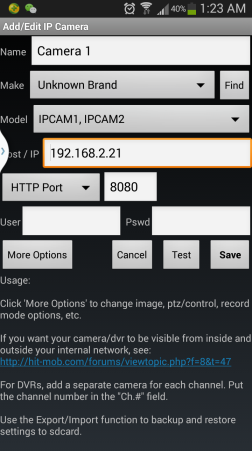 40% 1:23 AM
Add/Edit IP Camera
Name Camera 1
Make Unknown Brand Find
Model IPCAM1, IPCAM2
ost / IP 192.168.2.21
HTTP Port 8080
User Pswd
More Options Cancel Test Save
Usage:
Click 'More Options' to change image, ptz/control, record
mode options, etc.
If you want your camera/dvr to be visible from inside and
outside your internal network, see:
http://hit-mob.com/forums/viewtopic.php?f=8&t=47
For DVRs, add a separate camera for each channel. Put
the channel number in the "Ch.#" field.
Use the Export/Import function to backup and restore
settings to sdcard.